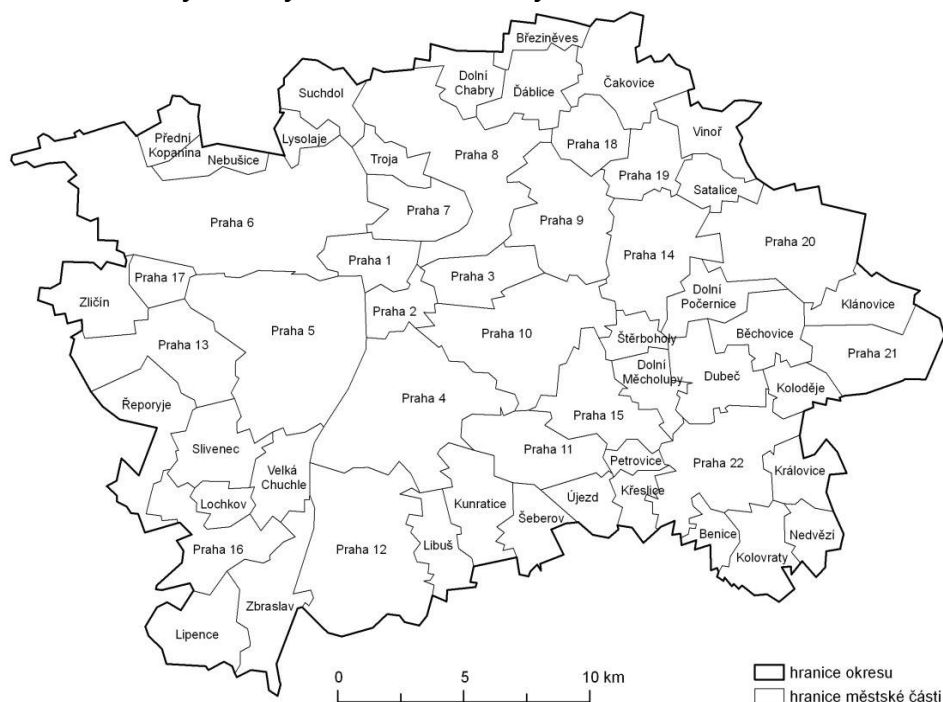 Březiněves
Dolní
Chabry
Ďáblice
Čakovice
Suchdol
Přední
Kopanina
Lysolaje
Nebušice
Troja
Praha 8
Praha 18
Vinoř
Praha 19
Satalice
Praha 7
Praha 6
Praha 9
Praha 20
Praha 14
Praha 1
Praha 3
Praha 17
Zličín
Dolní
Počernice
Klánovice
Praha 2
Praha 5
Praha 10
Štěrboholy
Běchovice
Praha 13
Praha 21
Dolní
Měcholupy
Dubeč
Koloděje
Řeporyje
Praha 4
Praha 15
Slivenec
Praha 11
Petrovice
Praha 22
Královice
Velká
Chuchle
Lochkov
Kunratice
Újezd
Křeslice
Šeberov
Benice
Nedvězí
Kolovraty
Praha 16
Praha 12
Libuš
Zbraslav
Lipence
0 5 10 km
hranice okresu
hranice městské části